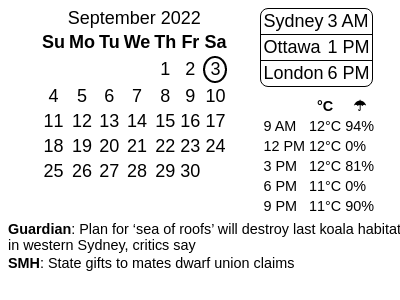 September 2022
Su Mo Tu We Th Fr Sa
1 2 3
4 5 6 7 8 9 10
11 12 13 14 15 16 17
18 19 20 21 22 23 24
25 26 27 28 29 30
Sydney 3 AM
Ottawa 1 PM
London 6 PM
°C ☂
9 AM 12°C 94%
12 PM 12°C 0%
3 PM 12°C 81%
6 PM 11°C 0%
9 PM 11°C 90%
Guardian: Plan for ‘sea of roofs’ will destroy last koala habitat
in western Sydney, critics say
SMH: State gifts to mates dwarf union claims